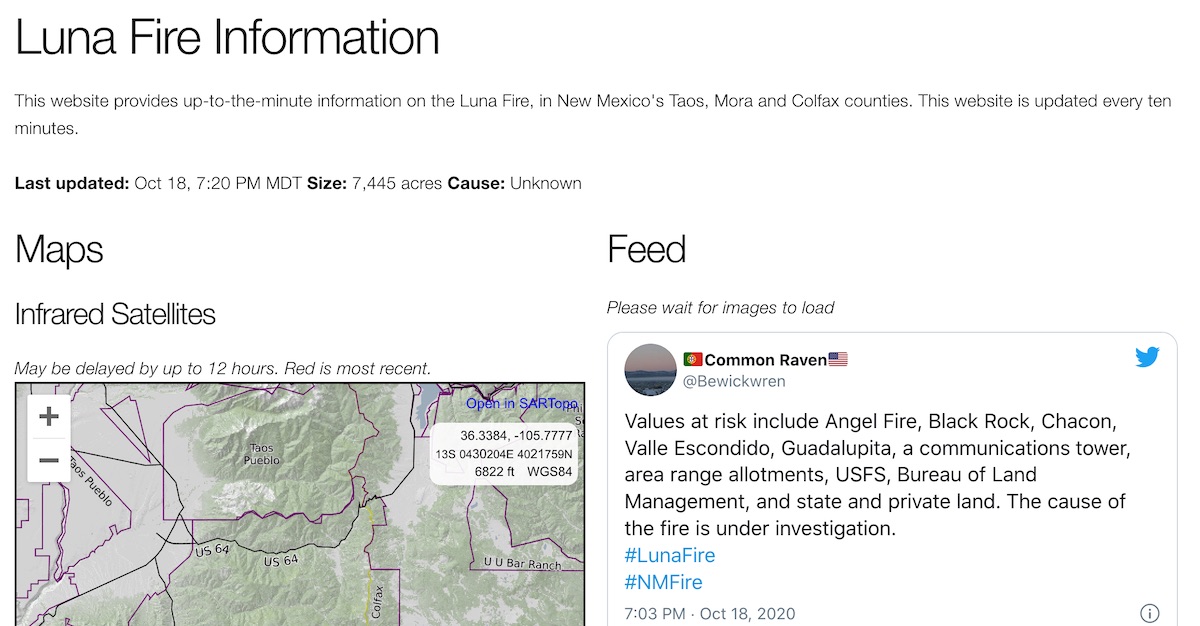 Luna Fire Information
This website provides up-to-the-minute information on the Luna Fire, in New Mexico's Taos, Mora and Colfax counties. This website is updated every ten
minutes.
Last updated: Oct 18, 7:20 PM MDT Size: 7,445 acres Cause: Unknown
Maps
Infrared Satellites
May be delayed by up to 12 hours. Red is most recent.
+
−
Open in SARTopo
36.3384, -105.7777
13S 0430204E 4021759N
6822 ft WGS84
Taos
Pueblo
Taos Pueblo
US 64
US 64
U U Bar Ranch
Colfax
Feed
Please wait for images to load
🇵🇹Common Raven🇺🇸
@Bewickwren
Values at risk include Angel Fire, Black Rock, Chacon,
Valle Escondido, Guadalupita, a communications tower,
area range allotments, USFS, Bureau of Land
Management, and state and private land. The cause of
the fire is under investigation.
#LunaFire
#NMFire
7:03 PM · Oct 18, 2020